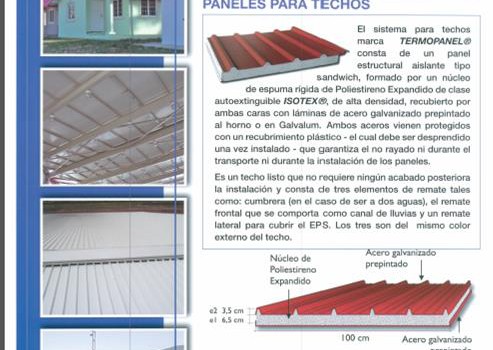 PANELES PARA TECHOS
El sistema para techos
marca TERMOPANEL®
consta de un panel
estructural aislante tipo
sandwich, formado por un núcleo
de espuma rígida de Poliestireno Expandido de clase
autoextinguible ISOTEX®, de alta densidad, recubierto por
ambas caras con láminas de acero galvanizado prepintado
al horno o en Galvalum. Ambos aceros vienen protegidos
con un recubrimiento plástico - el cual debe ser desprendido
una vez instalado - que garantiza el no rayado ni durante el
transporte ni durante la instalación de los paneles.
Es un techo listo que no requiere ningún acabado posteriora
la instalación y consta de tres elementos de remate tales
como: cumbrera (en el caso de ser a dos aguas), el remate
frontal que se comporta como canal de lluvias y un remate
lateral para cubrir el EPS. Los tres son del mismo color
externo del techo.
Núcleo de
Poliestireno
Expandido
Acero galvanizado
prepintado
e2 3,5 cm
e1 6,5 cm
100 cm
Acero galvanizado
prepintado